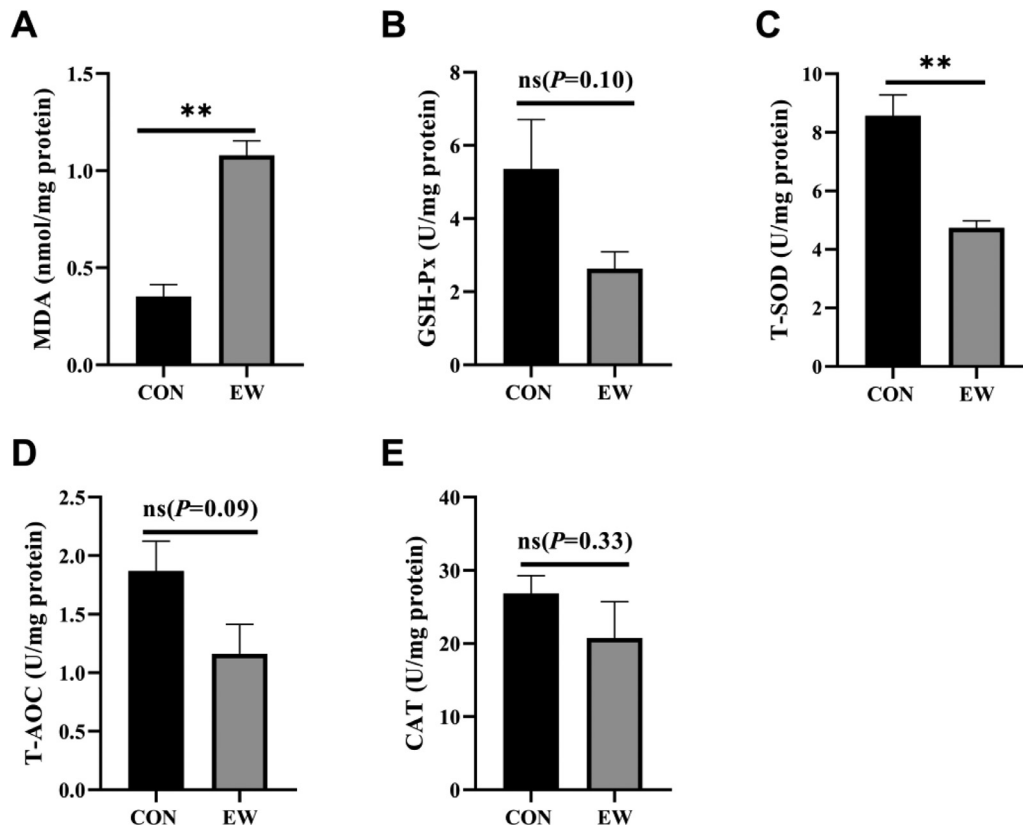 A
MDA (nmol/mg protein)
1.5
1.0
0.5
0.0
**
CON EW
B
GSH-Px (U/mg protein)
8
6
4
2
0
ns(P=0.10)
CON EW
C
T-SOD (U/mg protein)
10
8
6
4
2
0
**
CON EW
D
T-AOC (U/mg protein)
2.5
2.0
1.5
1.0
0.5
0.0
ns(P=0.09)
CON EW
E
CAT (U/mg protein)
40
30
20
10
0
ns(P=0.33)
CON EW